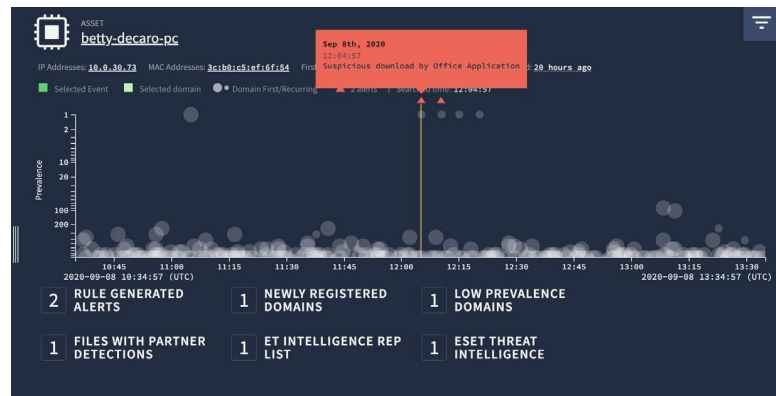 ASSET
betty-decaro-pc
Sep 8th, 2020
12:04:57
Suspicious download by Office Application
IP Addresses: 10.0.30.73 MAC Addresses: 3c:b0:c5:ef:6f:54 Firs d: 20 hours ago
Selected Event Selected domain Domain First/Recurring 2 alerts | Searched time: 12:04:57
Prevalence
1
2
10
20
100
200
10:45 11:00 11:15 11:30 11:45 12:00 12:15 12:30 12:45 13:00 13:15 13:30
2020-09-08 10:34:57 (UTC) 2020-09-08 13:34:57 (UTC)
2 RULE GENERATED ALERTS
1 NEWLY REGISTERED DOMAINS
1 LOW PREVALENCE DOMAINS
1 FILES WITH PARTNER DETECTIONS
1 ET INTELLIGENCE REP LIST
1 ESET THREAT INTELLIGENCE